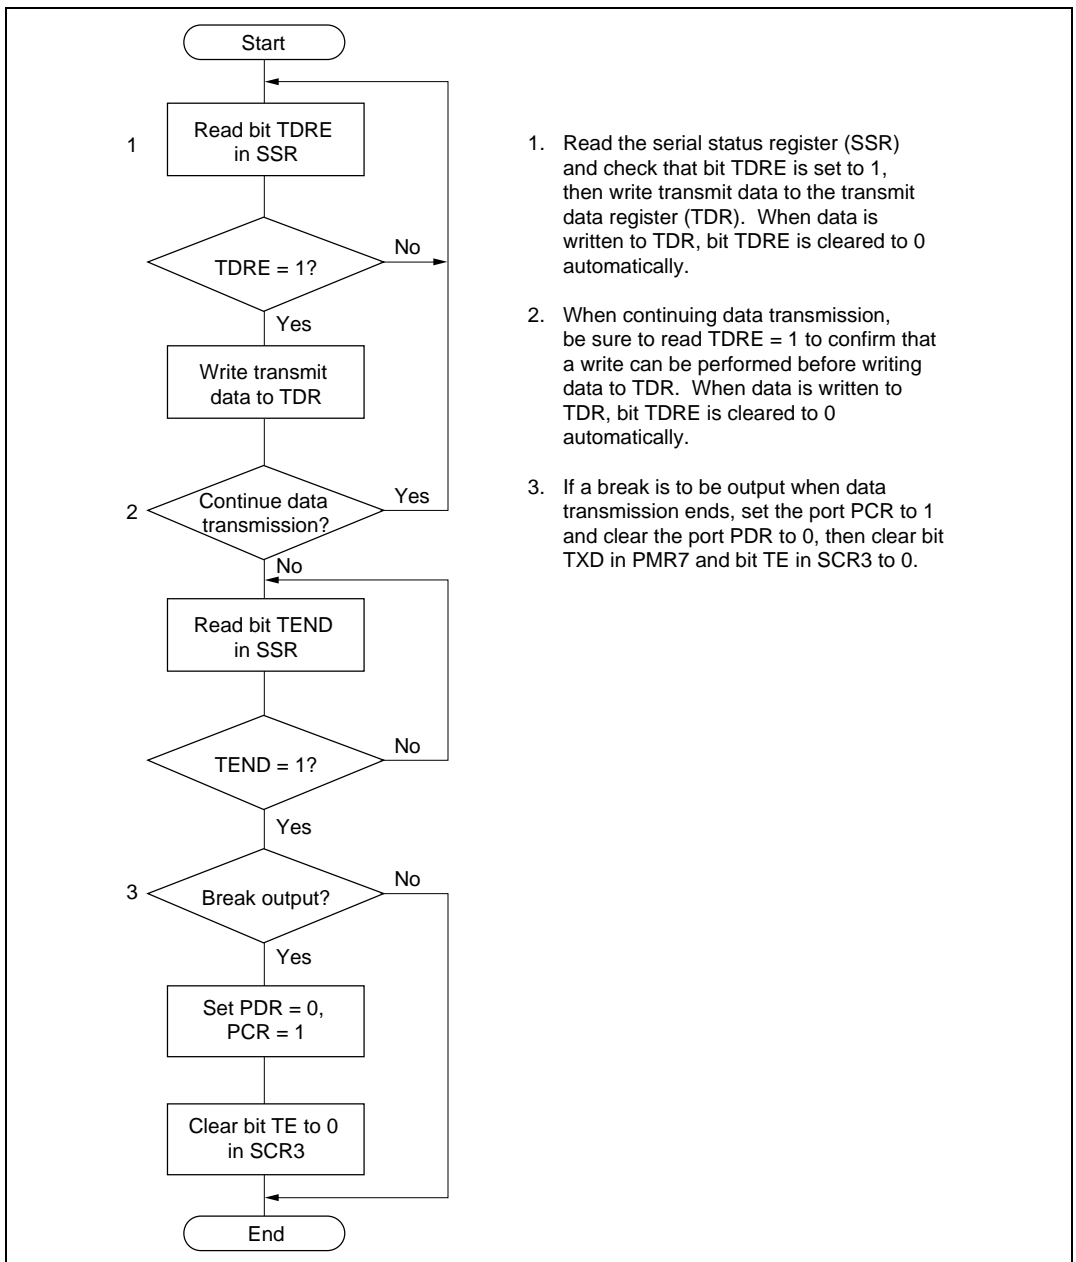 Start
1
Read bit TDRE
in SSR
TDRE = 1?
No
Yes
Write transmit
data to TDR
2
Continue data
transmission?
Yes
No
Read bit TEND
in SSR
TEND = 1?
No
Yes
3
Break output?
No
Yes
Set PDR = 0,
PCR = 1
Clear bit TE to 0
in SCR3
End
1. Read the serial status register (SSR)
and check that bit TDRE is set to 1,
then write transmit data to the transmit
data register (TDR). When data is
written to TDR, bit TDRE is cleared to 0
automatically.
2. When continuing data transmission,
be sure to read TDRE = 1 to confirm that
a write can be performed before writing
data to TDR. When data is written to
TDR, bit TDRE is cleared to 0
automatically.
3. If a break is to be output when data
transmission ends, set the port PCR to 1
and clear the port PDR to 0, then clear bit
TXD in PMR7 and bit TE in SCR3 to 0.